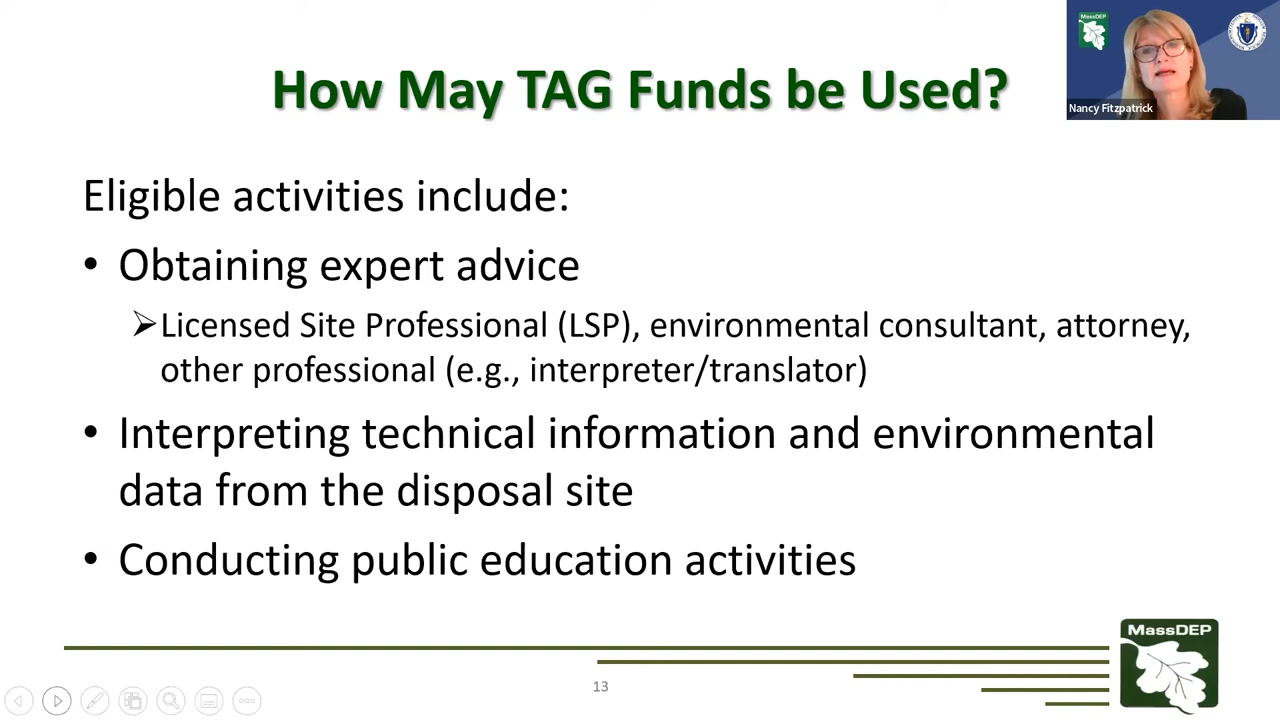 MassDEP
Nancy Fitzpatrick
How May TAG Funds be Used?
Eligible activities include:
• Obtaining expert advice
➢Licensed Site Professional (LSP), environmental consultant, attorney,
other professional (e.g., interpreter/translator)
• Interpreting technical information and environmental
data from the disposal site
• Conducting public education activities
MassDEP
13